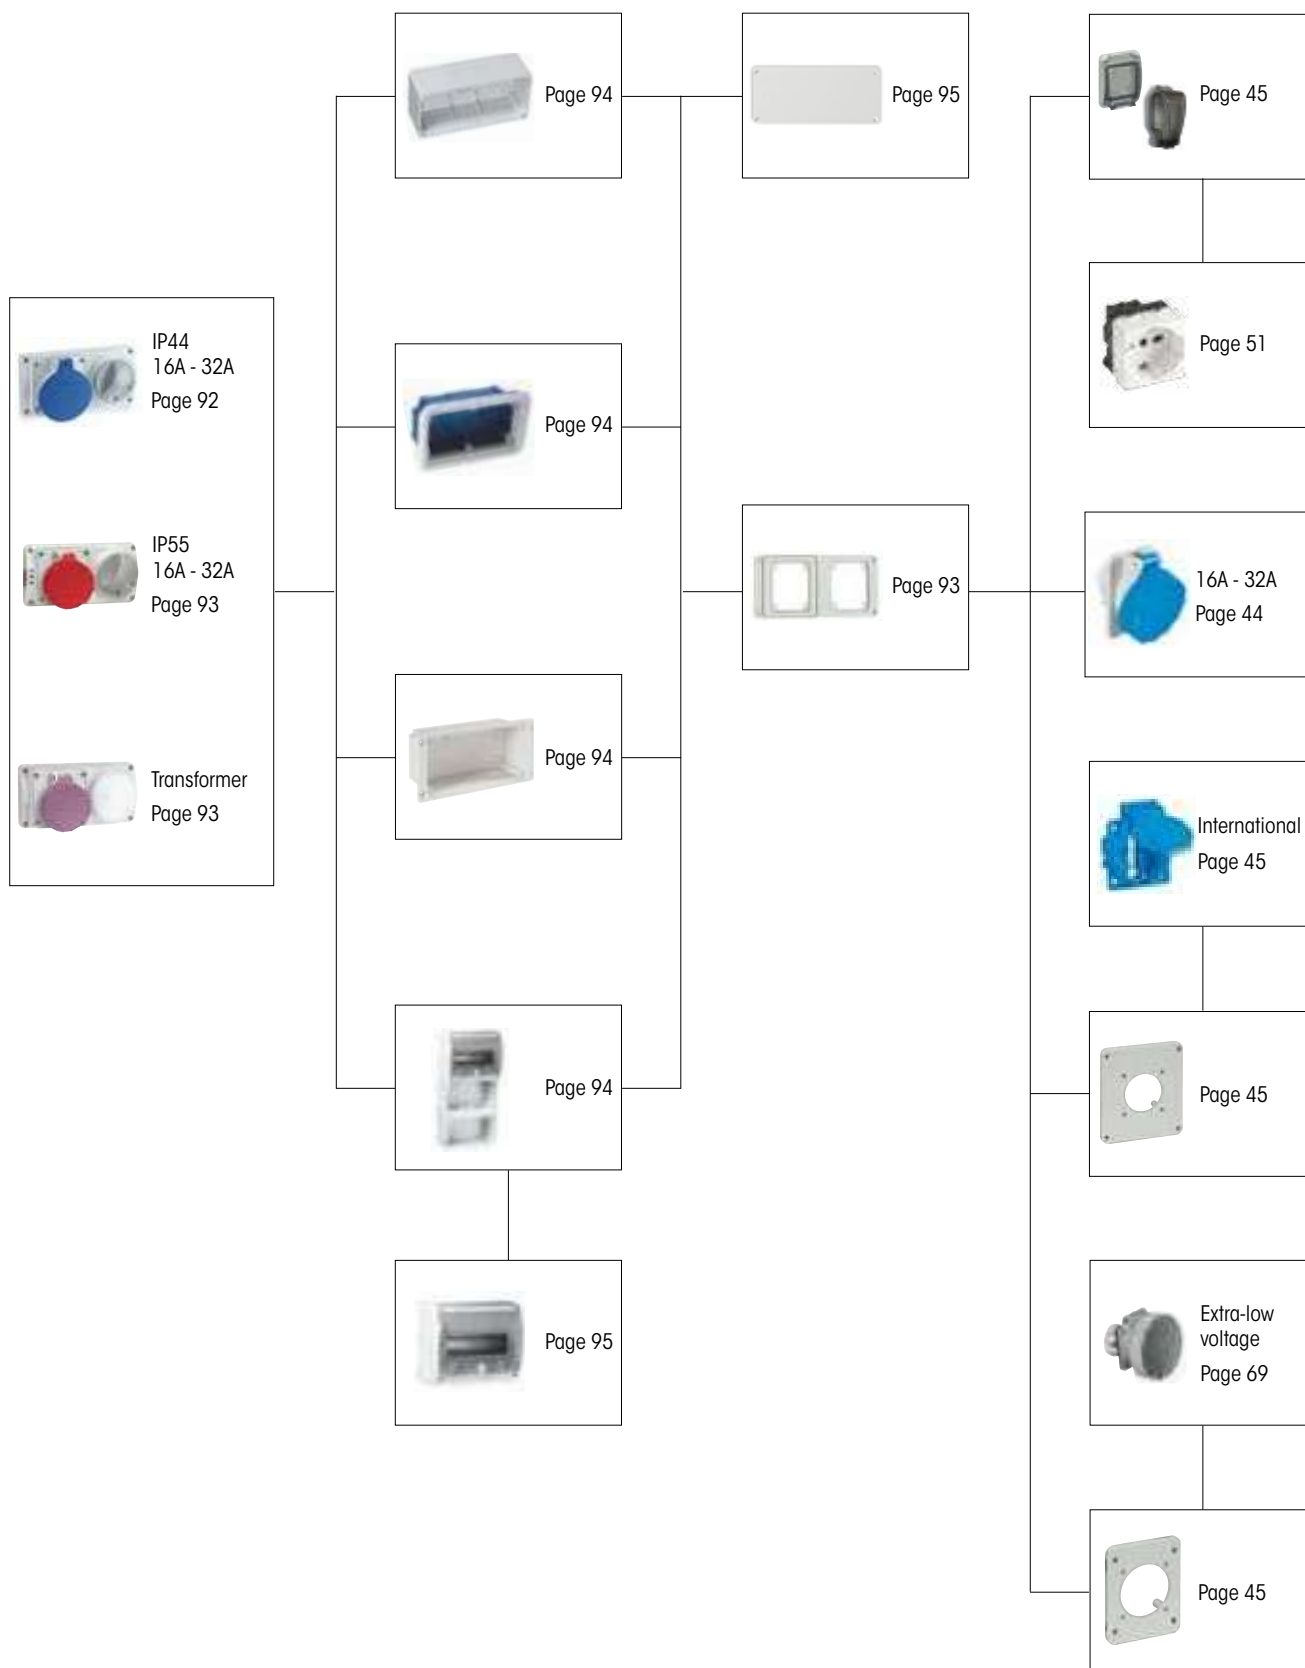 IP44
16A - 32A
Page 92
IP55
16A - 32A
Page 93
Transformer
Page 93
Page 94
Page 94
Page 94
Page 94
Page 95
Page 95
Page 93
Page 45
Page 51
16A - 32A
Page 44
International
Page 45
Page 45
Extra-low
voltage
Page 69
Page 45